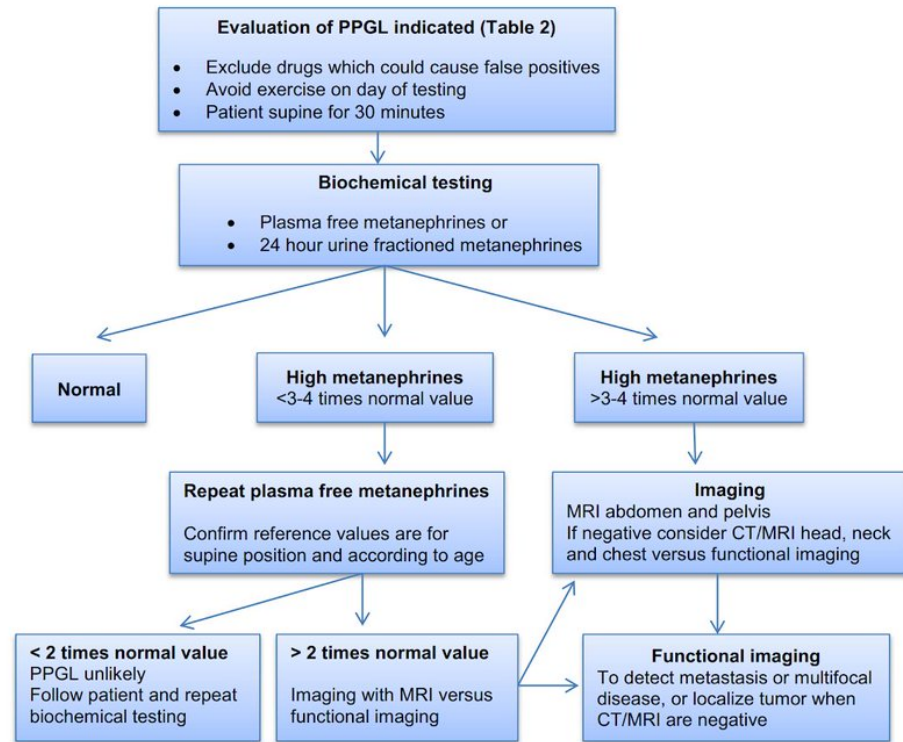 Evaluation of PPGL indicated (Table 2)
• Exclude drugs which could cause false positives
• Avoid exercise on day of testing
• Patient supine for 30 minutes
Biochemical testing
• Plasma free metanephrines or
• 24 hour urine fractioned metanephrines
Normal
High metanephrines
<3-4 times normal value
High metanephrines
>3-4 times normal value
Repeat plasma free metanephrines
Confirm reference values are for
supine position and according to age
Imaging
MRI abdomen and pelvis
If negative consider CT/MRI head, neck
and chest versus functional imaging
< 2 times normal value
PPGL unlikely
Follow patient and repeat
biochemical testing
> 2 times normal value
Imaging with MRI versus
functional imaging
Functional imaging
To detect metastasis or multifocal
disease, or localize tumor when
CT/MRI are negative